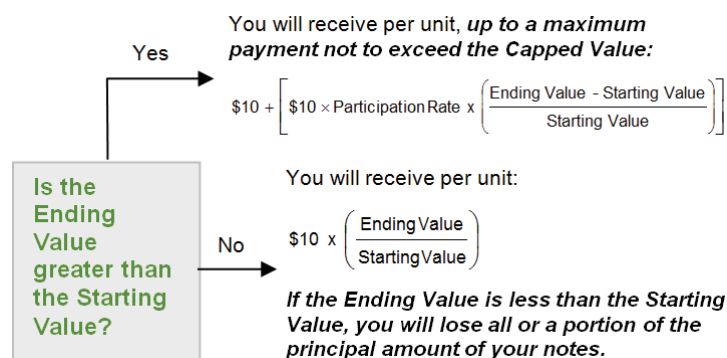 You will receive per unit, up to a maximum
payment not to exceed the Capped Value:
Yes
$10 + [ $10 × Participation Rate x ( Ending Value - Starting Value / Starting Value ) ]
Is the
Ending
Value
greater than
the Starting
Value?
No
You will receive per unit:
$10 x ( Ending Value / Starting Value )
If the Ending Value is less than the Starting
Value, you will lose all or a portion of the
principal amount of your notes.